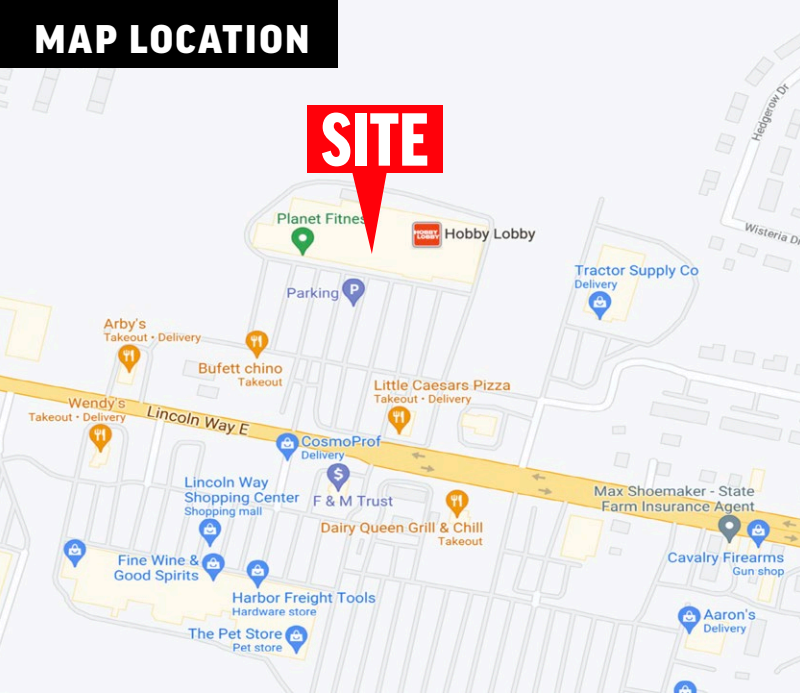 MAP LOCATION
SITE
Hedgerow Dr
Planet Fitnes
HOBBY LOBBY
Hobby Lobby
Wisteria Dr
Tractor Supply Co
Delivery
Parking
P
Arby's
Takeout • Delivery
Bufett chino
Takeout
Little Caesars Pizza
Takeout • Delivery
Wendy's
Takeout • Delivery
Lincoln Way E
CosmoProf
Delivery
$
F & M Trust
Lincoln Way
Shopping Center
Shopping mall
Max Shoemaker - State
Farm Insurance Agent
Dairy Queen Grill & Chill
Takeout
Cavalry Firearms
Gun shop
Fine Wine &
Good Spirits
Harbor Freight Tools
Hardware store
Aaron's
Delivery
The Pet Store
Pet store